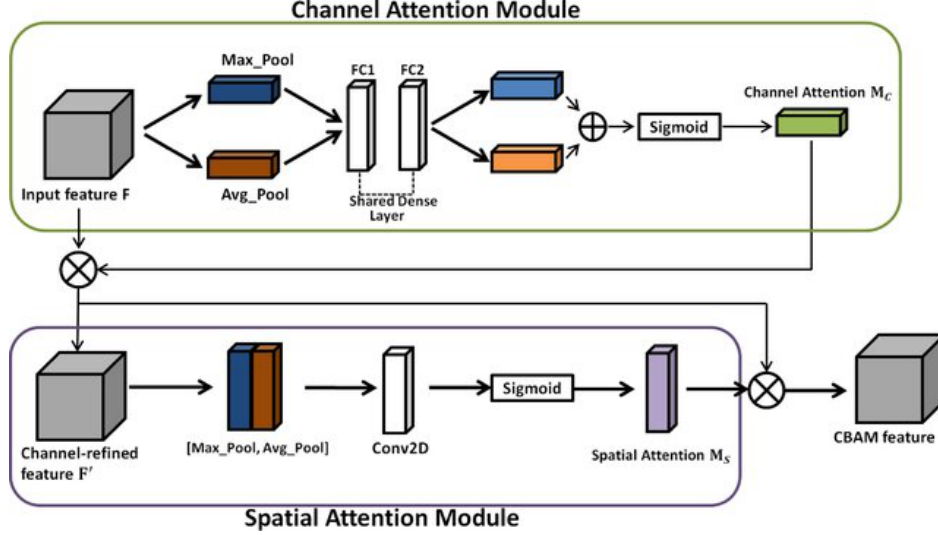 Channel Attention Module
Max_Pool
FC1
FC2
Channel Attention M_C
Sigmoid
Input feature F
Avg_Pool
Shared Dense
Layer
Channel-refined
feature F′
[Max_Pool, Avg_Pool]
Conv2D
Sigmoid
Spatial Attention M_S
CBAM feature
Spatial Attention Module